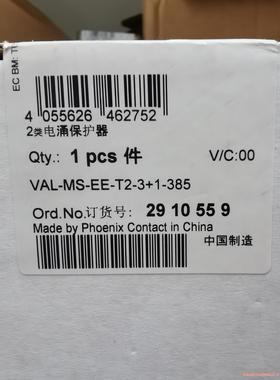 EC BM:
4 055626 462752
2类电涌保护器
Qty.: 1 pcs 件 V/C:00
VAL-MS-EE-T2-3+1-385
Ord.No.订货号: 29 10 55 9
Made by Phoenix Contact in China
中国制造